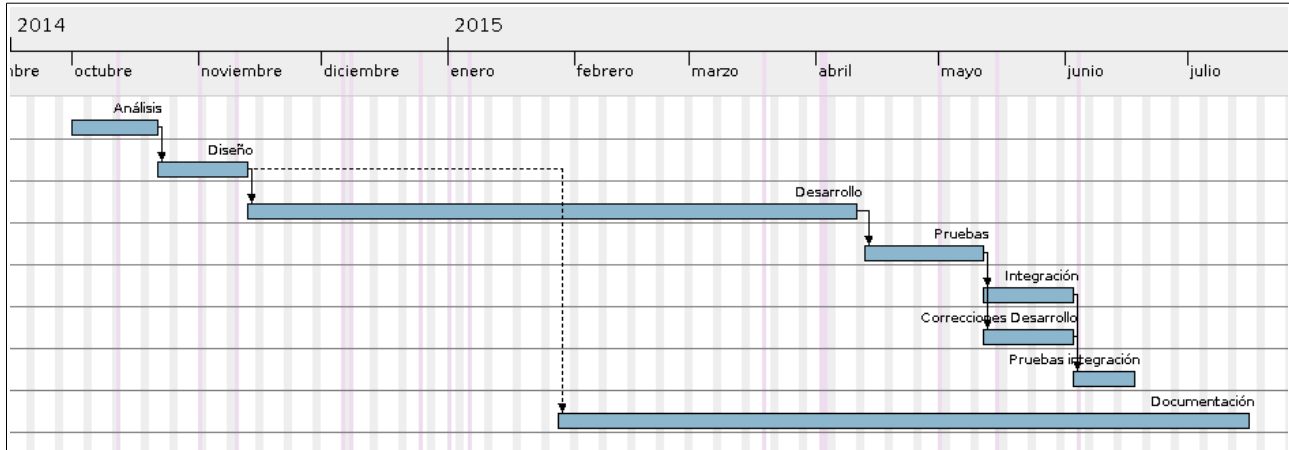 2014 2015
nbre octubre noviembre diciembre enero febrero marzo abril mayo junio julio
Análisis
Diseño
Desarrollo
Pruebas
Integración
Correcciones Desarrollo
Pruebas integración
Documentación